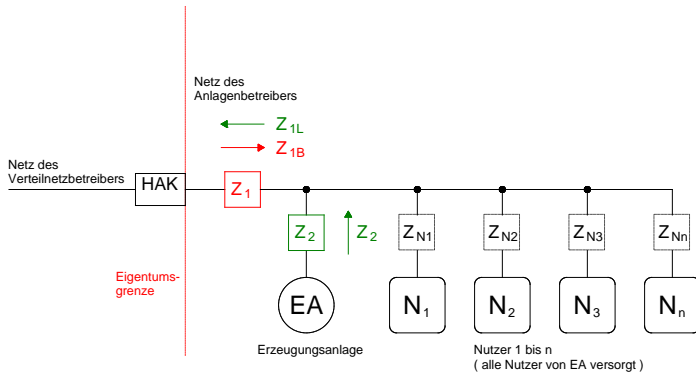 Netz des
Anlagenbetreibers
Z1L
Z1B
Netz des
Verteilnetzbetreibers
HAK
Z1
Z2
Z2
ZN1
ZN2
ZN3
ZNn
Eigentums-
grenze
EA
N1
N2
N3
Nn
Erzeugungsanlage
Nutzer 1 bis n
( alle Nutzer von EA versorgt )